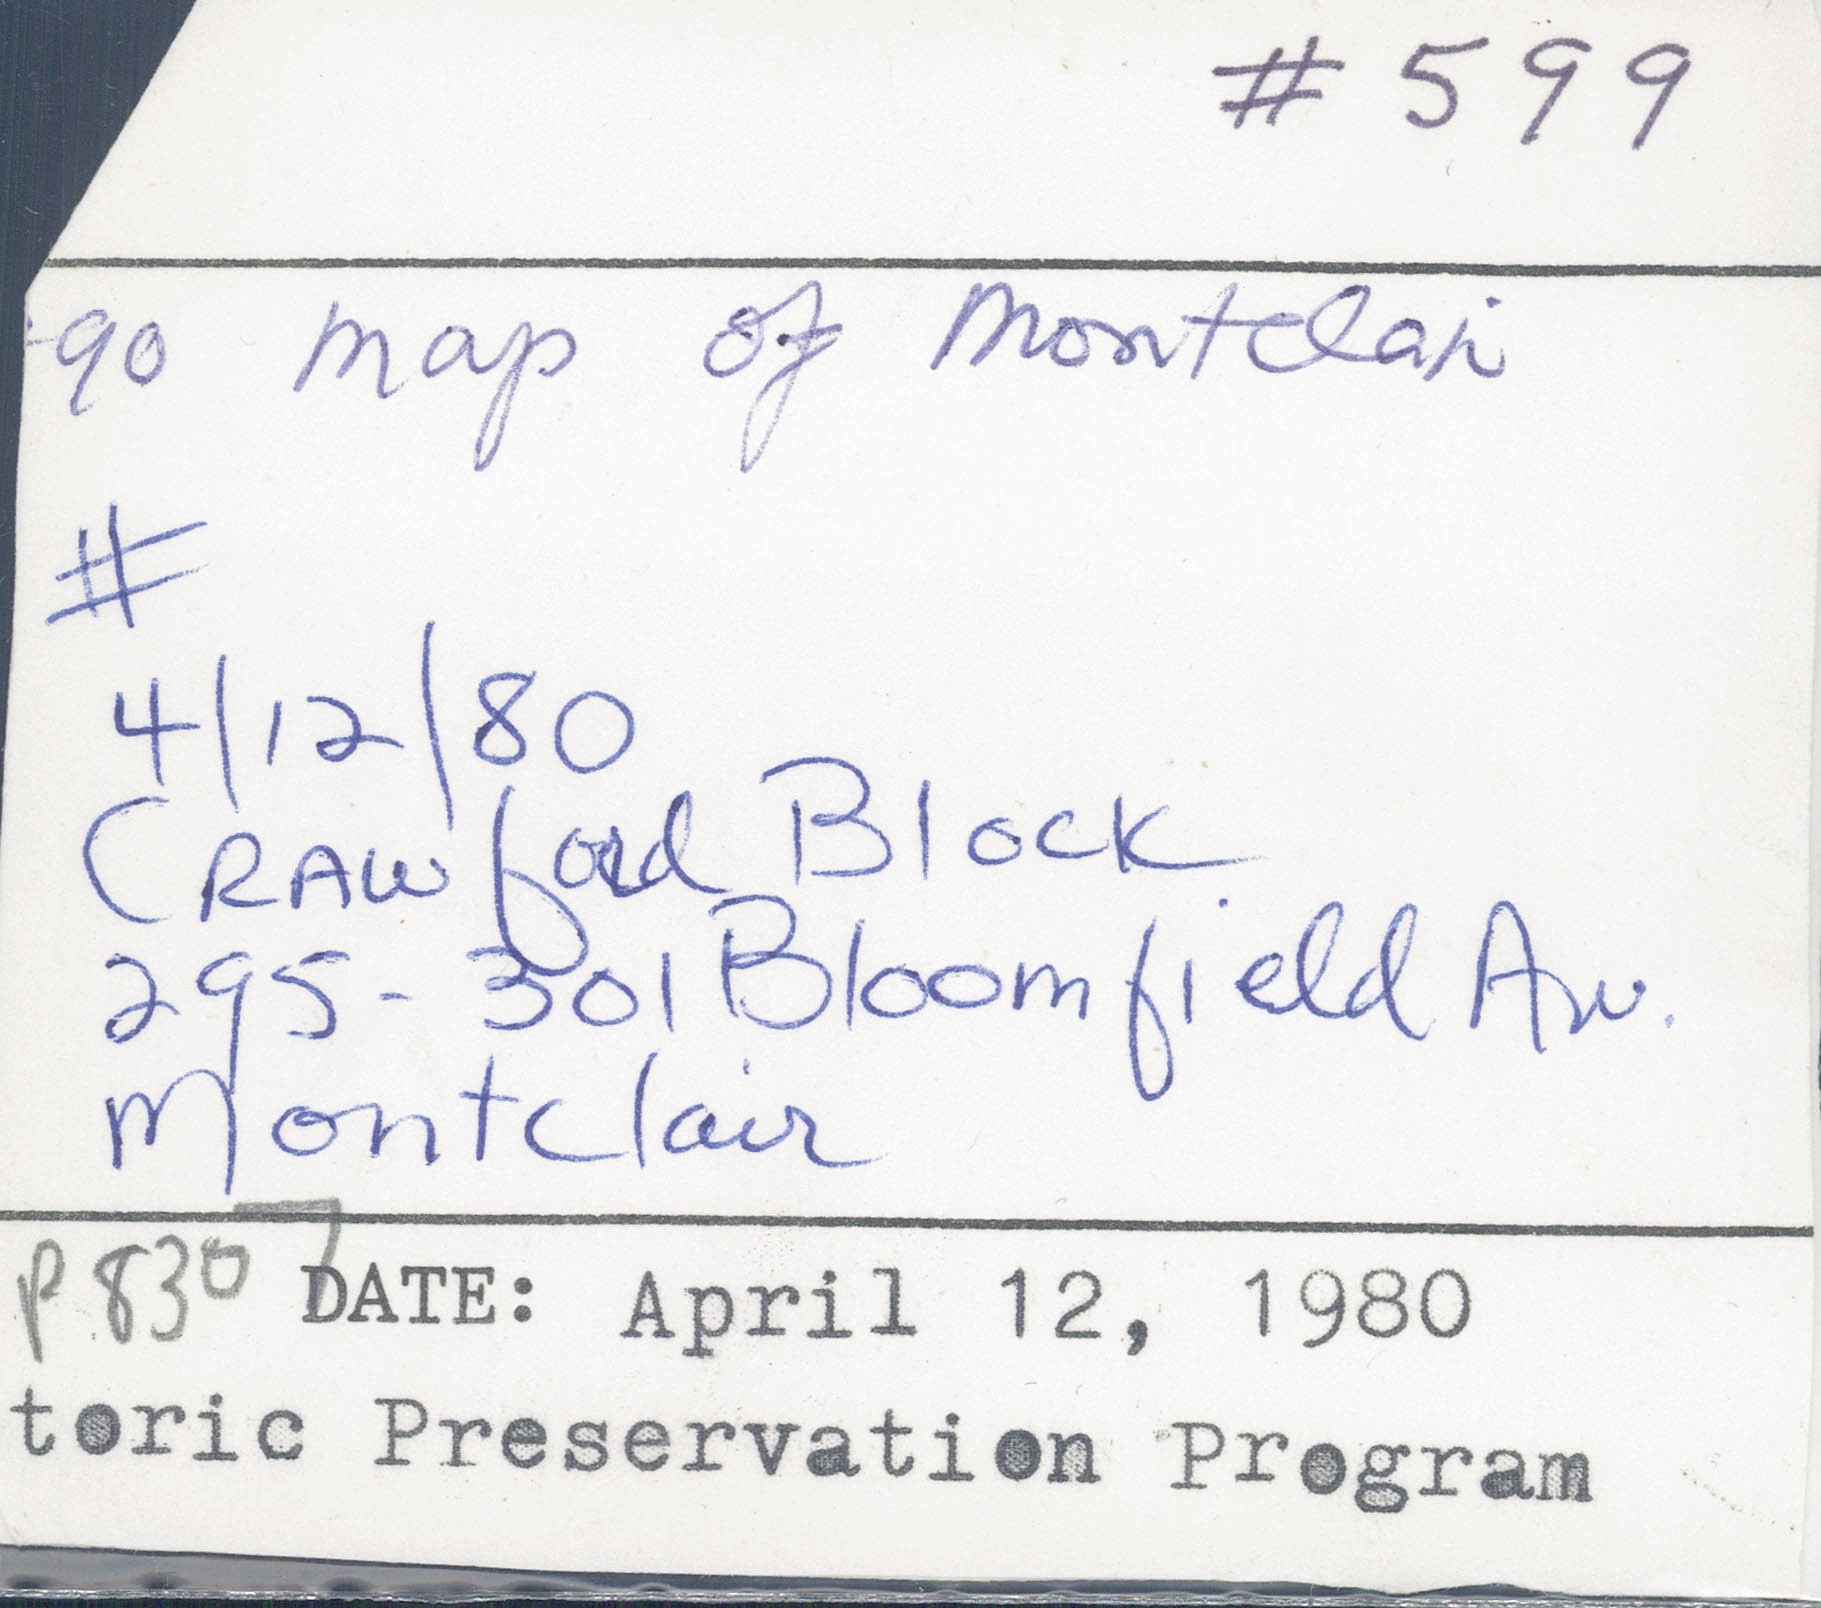 #599
-90 map of Montclair
#
4/12/80
CRAWford Block
295-301 Bloomfield Av.
Montclair
P.830 DATE: April 12, 1980
toric Preservation Program